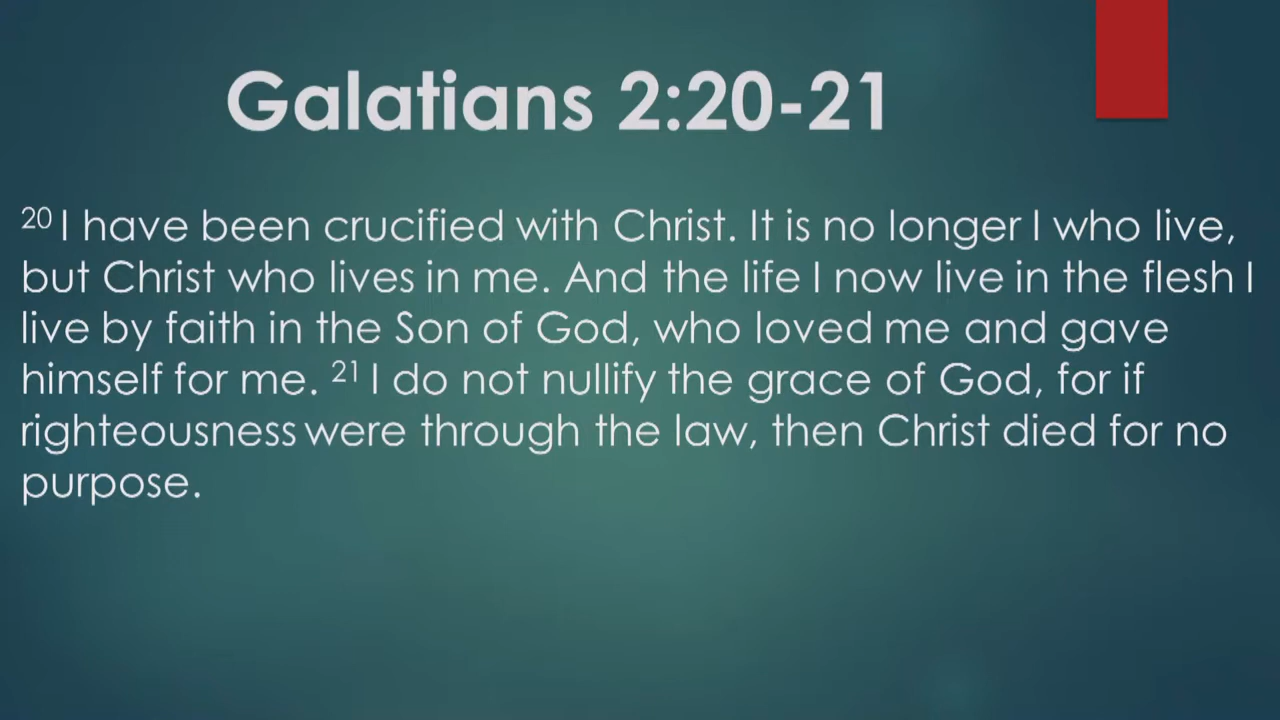 Galatians 2:20-21
20 I have been crucified with Christ. It is no longer I who live,
but Christ who lives in me. And the life I now live in the flesh I
live by faith in the Son of God, who loved me and gave
himself for me. 21 I do not nullify the grace of God, for if
righteousness were through the law, then Christ died for no
purpose.